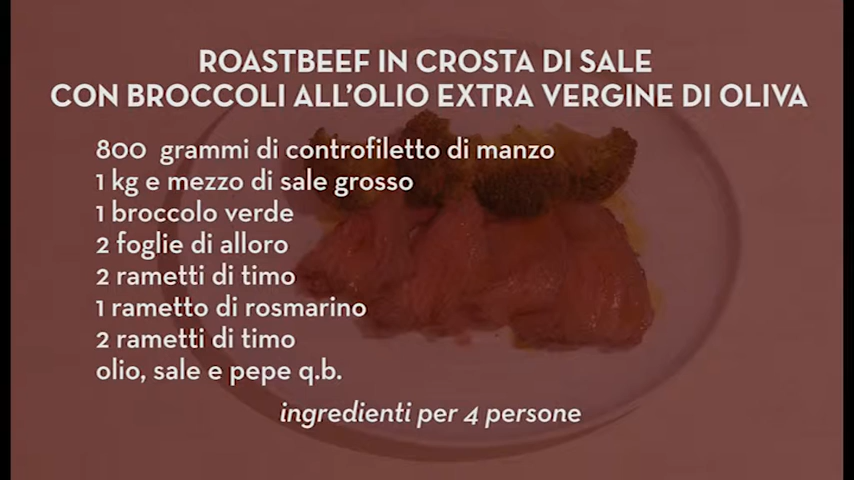 ROASTBEEF IN CROSTA DI SALE
CON BROCCOLI ALL'OLIO EXTRA VERGINE DI OLIVA
800 grammi di controfiletto di manzo
1 kg e mezzo di sale grosso
1 broccolo verde
2 foglie di alloro
2 rametti di timo
1 rametto di rosmarino
2 rametti di timo
olio, sale e pepe q.b.
ingredienti per 4 persone